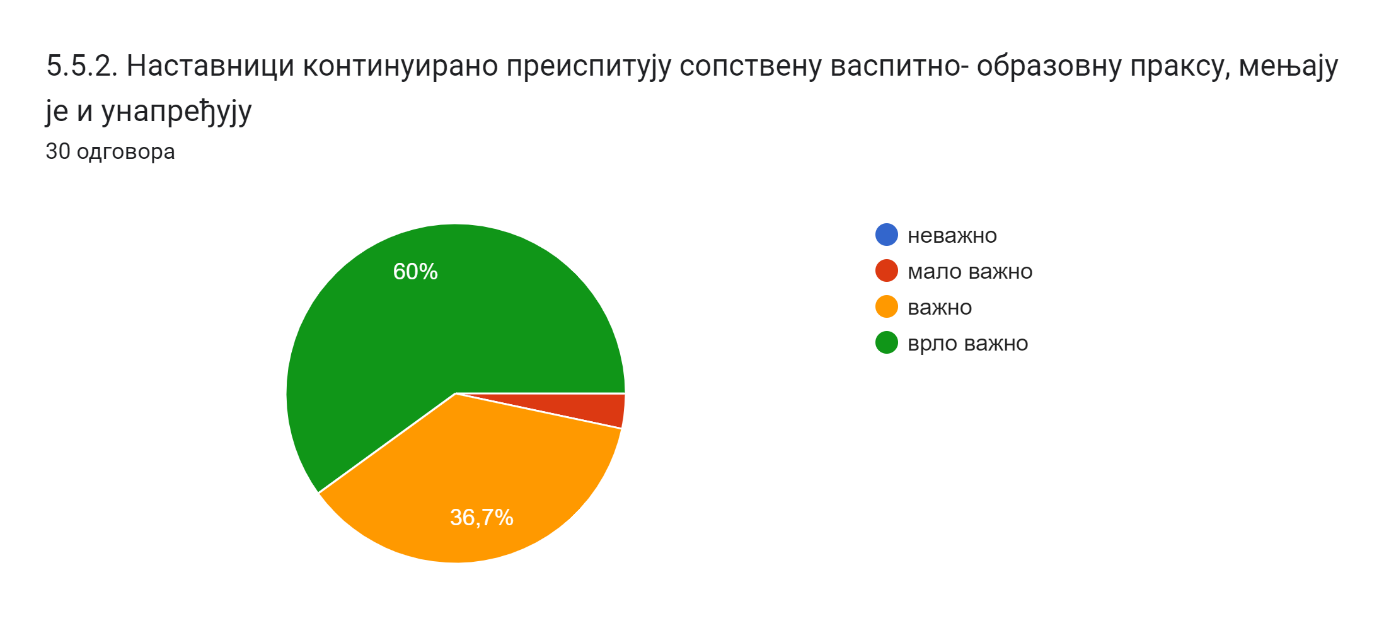 5.5.2. Наставници континуирано преиспитују сопствену васпитно- образовну праксу, мењају
је и унапређују
30 одговора
60%
36,7%
неважно
мало важно
важно
врло важно